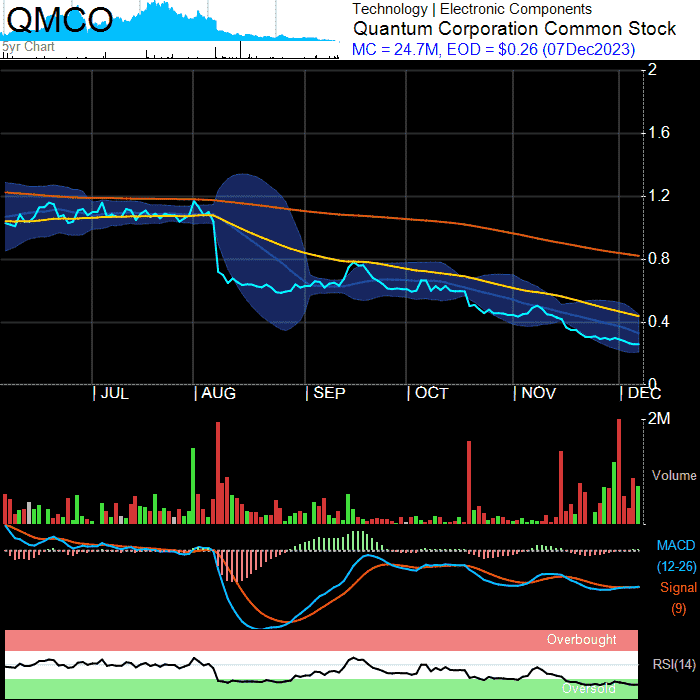 QMCO
5yr Chart
Technology | Electronic Components
Quantum Corporation Common Stock
MC = 24.7M, EOD = $0.26 (07Dec2023)
2
1.6
1.2
0.8
0.4
0
JUL AUG SEP OCT NOV DEC
2M
Volume
MACD
(12-26)
Signal
(9)
Overbought
RSI(14)
Oversold